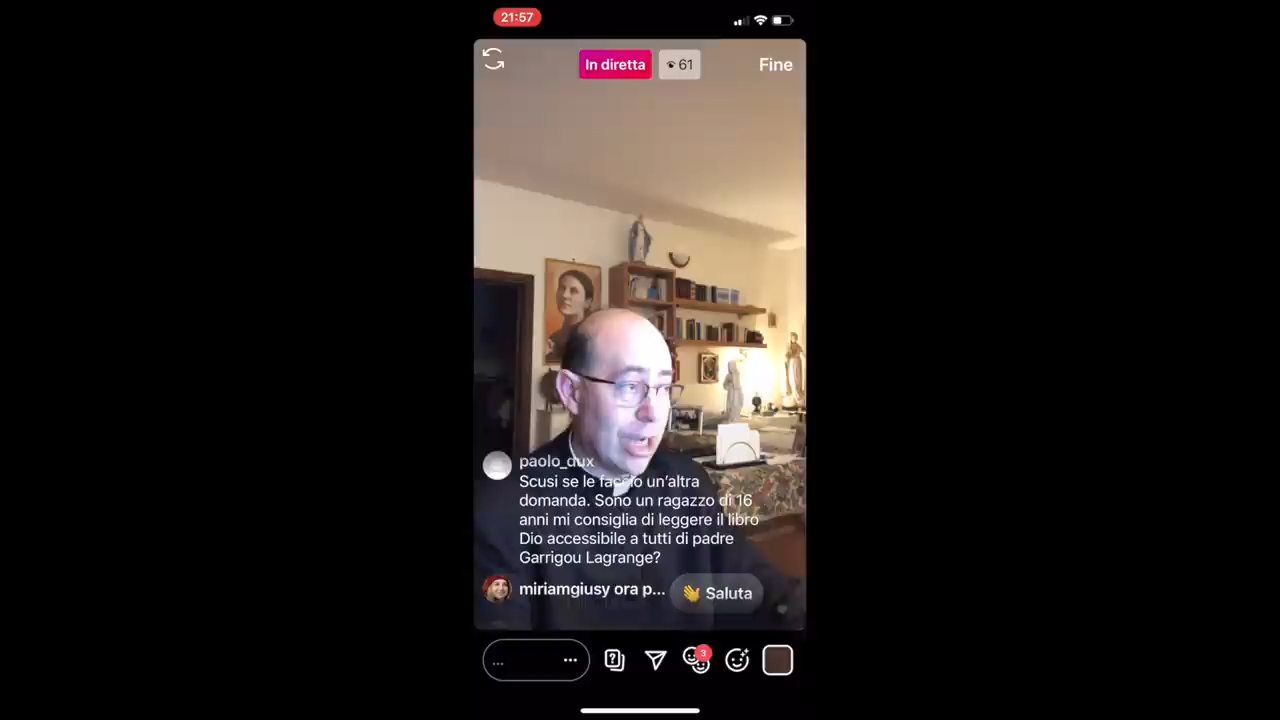 21:57
In diretta
61
Fine
paolo_dux
Scusi se le faccio un'altra
domanda. Sono un ragazzo di 16
anni mi consiglia di leggere il libro
Dio accessibile a tutti di padre
Garrigou Lagrange?
miriamgiusy ora p...
👋 Saluta
...
3